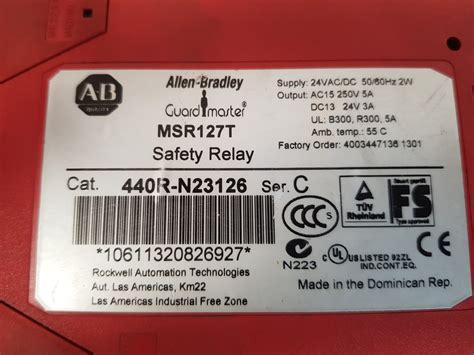 AB
Allen-Bradley
Guardmaster
MSR127T
Safety Relay
Supply: 24VAC/DC 50/60Hz 2W
Output: AC15 250V 5A
DC13 24V 3A
UL: B300, R300, 5A
Amb. temp.: 55 C
Factory Order: 4003447136 1301
Cat. 440R-N23126 Ser. C
*10611320826927*
Rockwell Automation Technologies
Aut. Las Americas, Km22
Las Americas Industrial Free Zone
CCC
S
TÜV
Rheinland
FS
N223
C UL US LISTED 92ZL
IND.CONT.EQ.
Made in the Dominican Rep.